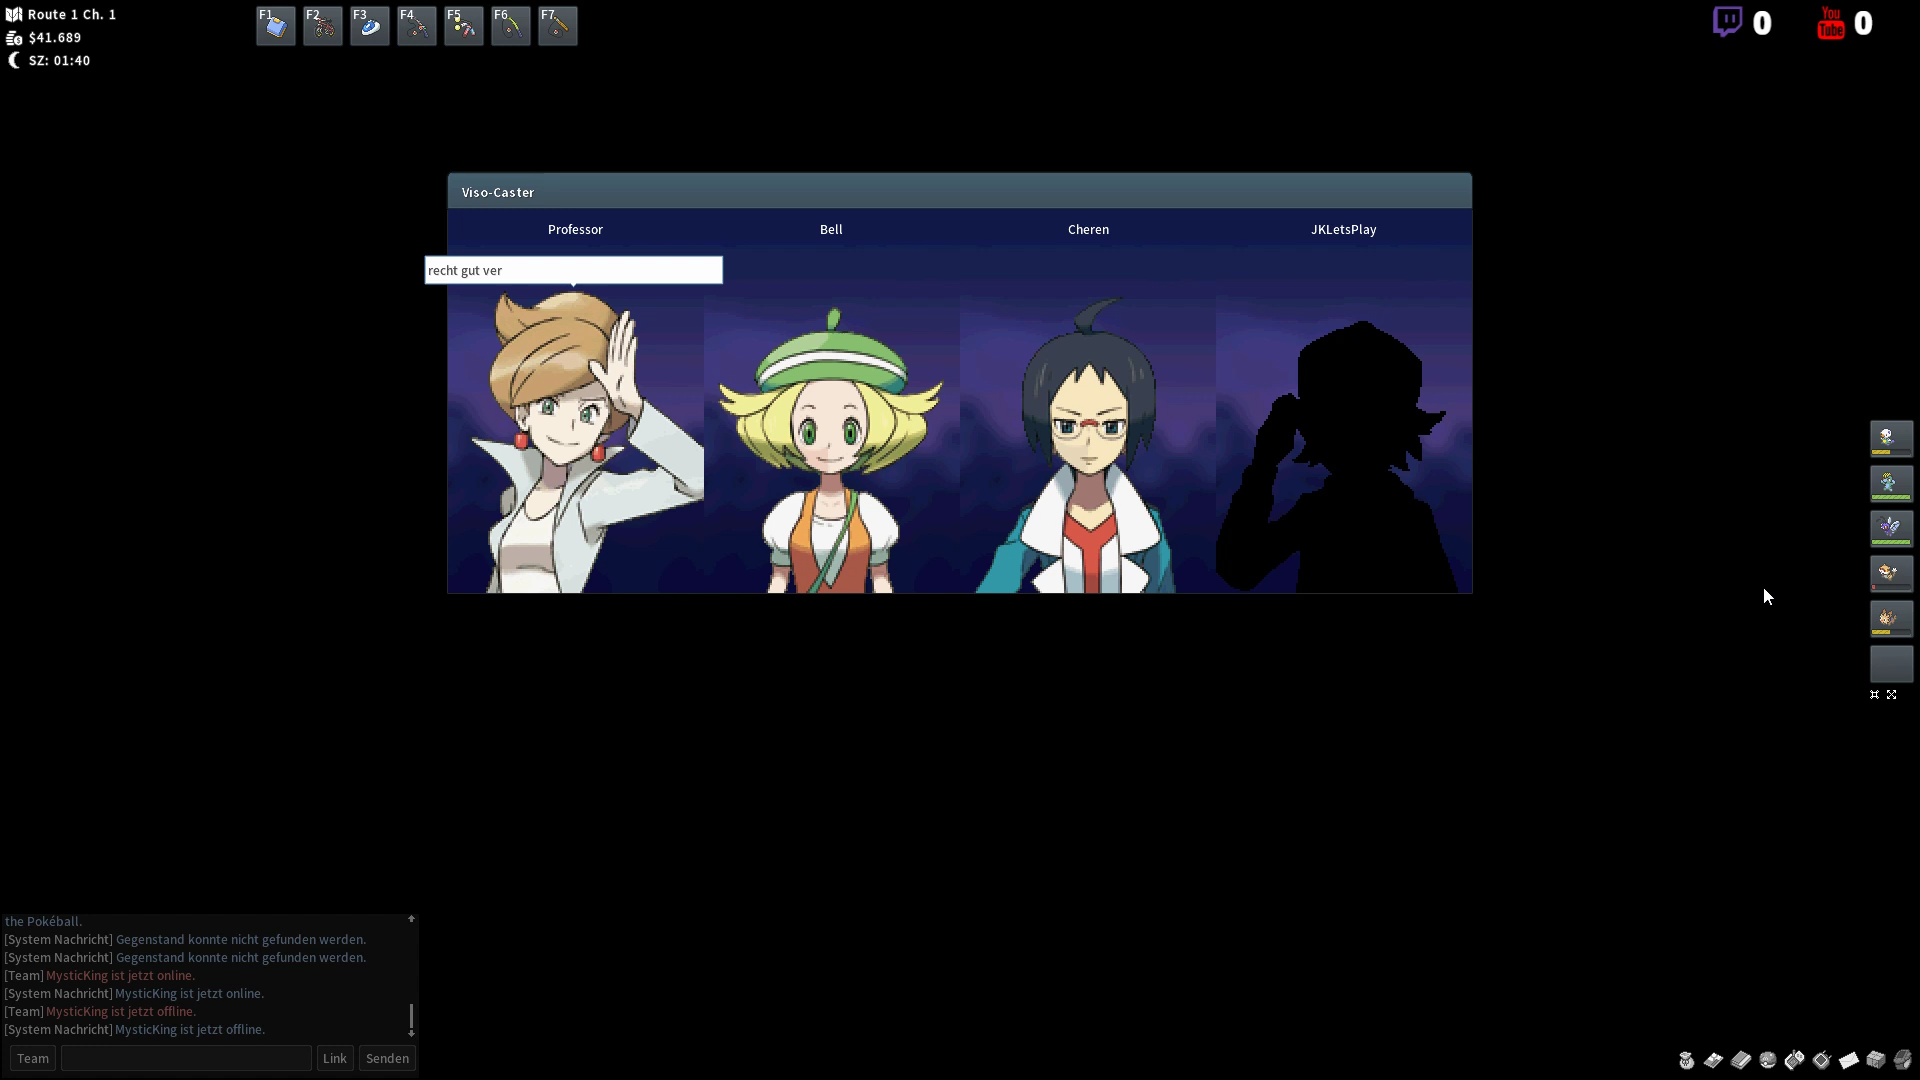 Route 1 Ch. 1
$41.689
SZ: 01:40
F1 F2 F3 F4 F5 F6 F7
0 You Tube 0
Viso-Caster
Professor Bell Cheren JKLetsPlay
recht gut ver
the Pokéball.
[System Nachricht] Gegenstand konnte nicht gefunden werden.
[System Nachricht] Gegenstand konnte nicht gefunden werden.
[Team] MysticKing ist jetzt online.
[System Nachricht] MysticKing ist jetzt online.
[Team] MysticKing ist jetzt offline.
[System Nachricht] MysticKing ist jetzt offline.
Team Link Senden